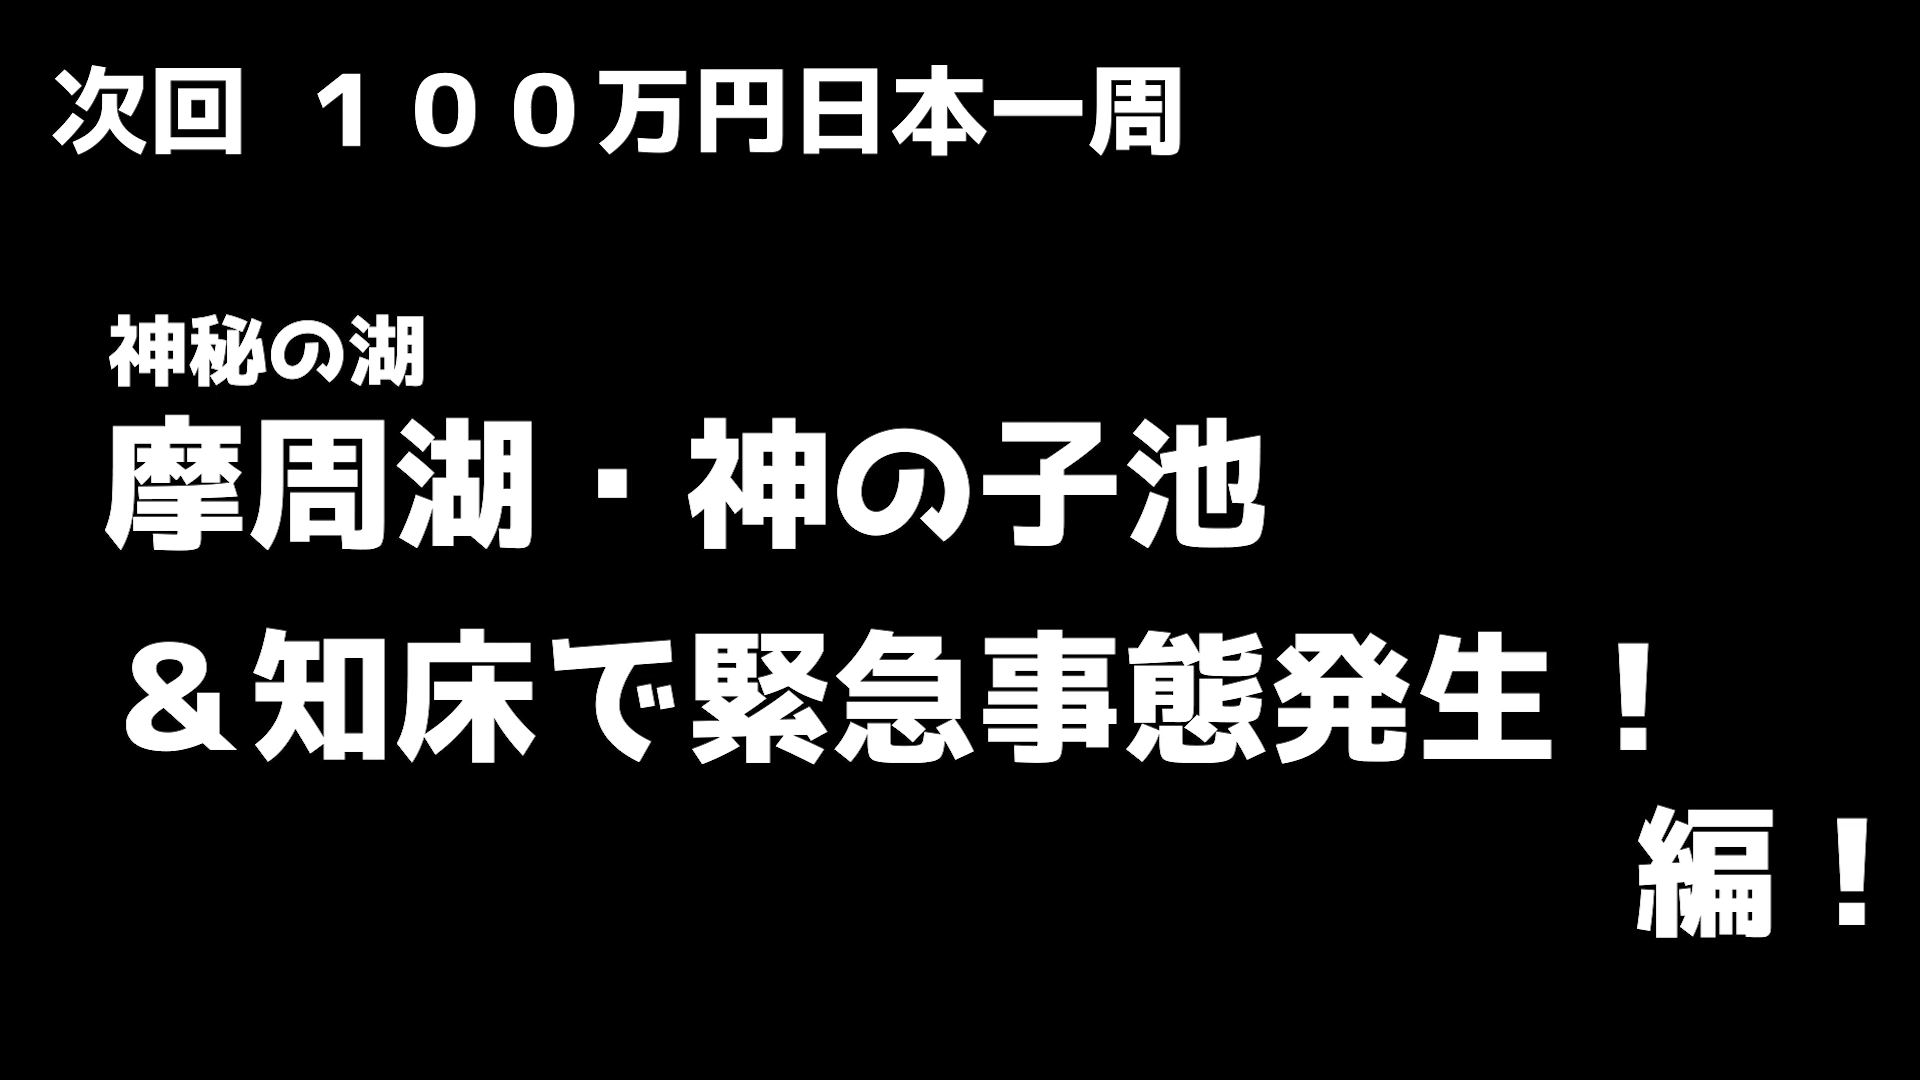 次回　１００万円日本一周
神秘の湖
摩周湖・神の子池
＆知床で緊急事態発生！
編！